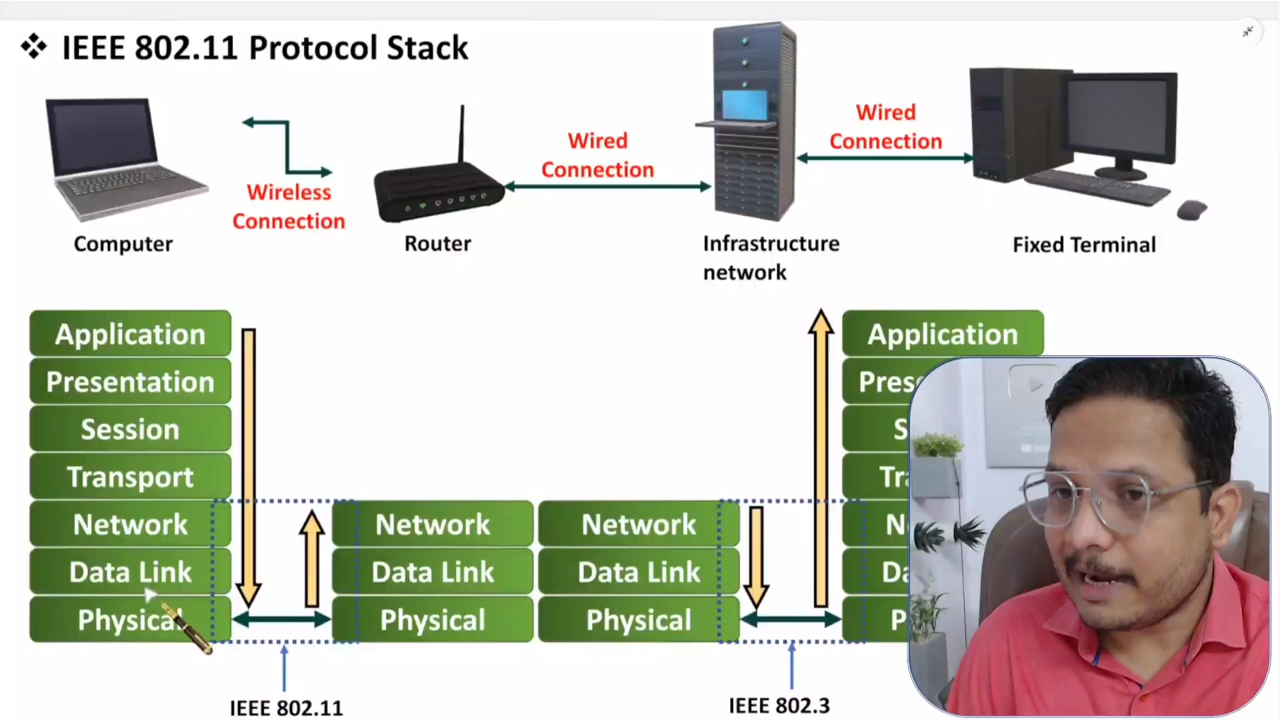 ❖ IEEE 802.11 Protocol Stack
Wired
Connection
Wired
Connection
Wireless
Connection
Computer
Router
Infrastructure
network
Fixed Terminal
Application
Presentation
Session
Transport
Network
Data Link
Physical
Network
Data Link
Physical
Network
Data Link
Physical
Application
IEEE 802.11
IEEE 802.3